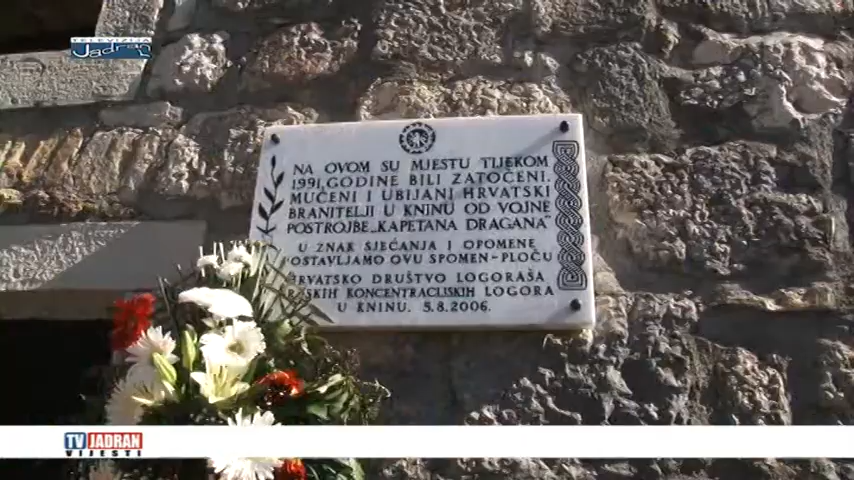 TELEVIZIJA
Jadran
NA OVOM SU MJESTU TIJEKOM
1991. GODINE BILI ZATOČENI,
MUČENI I UBIJANI HRVATSKI
BRANITELJI U KNINU OD VOJNE
POSTROJBE „KAPETANA DRAGANA“
U ZNAK SJEĆANJA I OPOMENE
POSTAVLJAMO OVU SPOMEN-PLOČU
HRVATSKO DRUŠTVO LOGORAŠA
KONCENTRACIJSKIH LOGORA
U KNINU. 5.8.2006.
TV JADRAN
VIJESTI